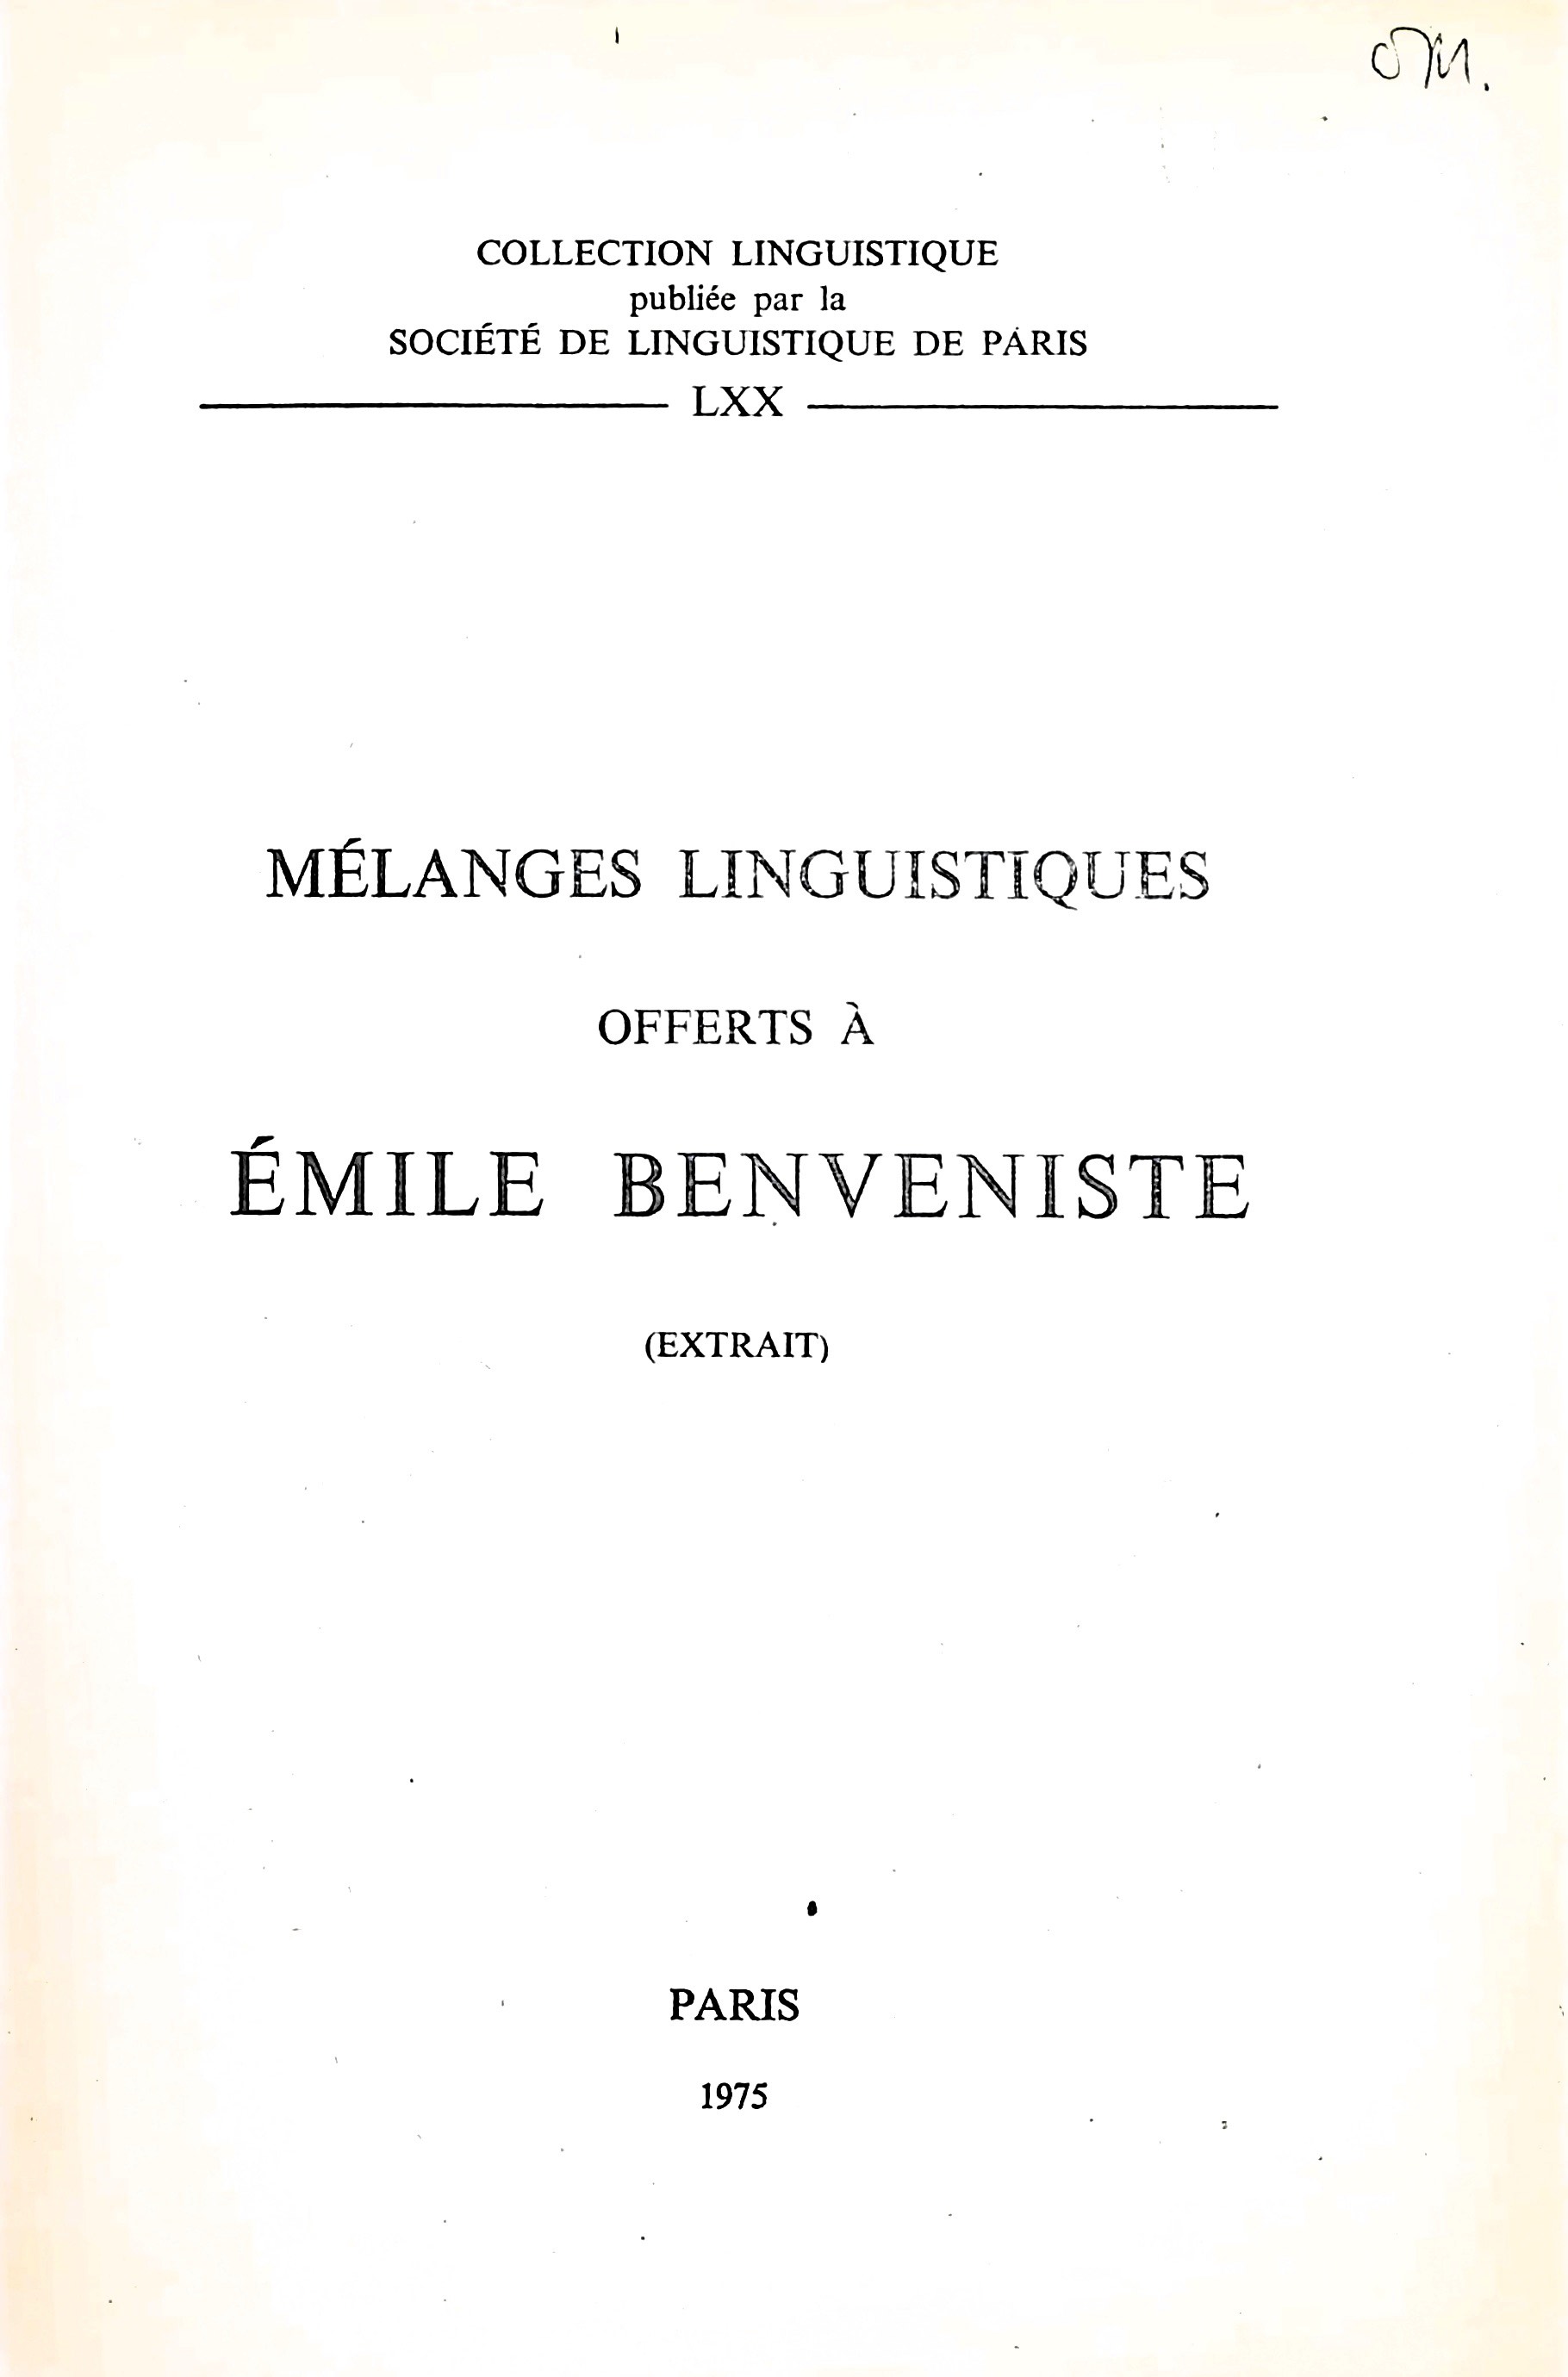 COLLECTION LINGUISTIQUE
publiée par la
SOCIÉTÉ DE LINGUISTIQUE DE PARIS
LXX
MÉLANGES LINGUISTIQUES
OFFERTS À
ÉMILE BENVENISTE
(EXTRAIT)
PARIS
1975